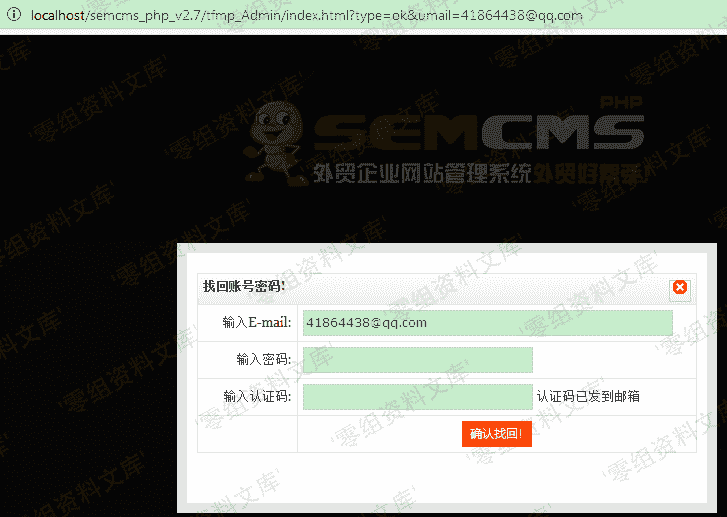 localhost/semcms_php_v2.7/tfmp_Admin/index.html?type=ok&umail=41864438@qq.com
PHP
SEMCMS
外贸企业网站管理系统外贸好帮手
找回账号密码!
输入E-mail: 41864438@qq.com
输入密码:
输入认证码: 认证码已发到邮箱
确认找回!
'零组资料文库'